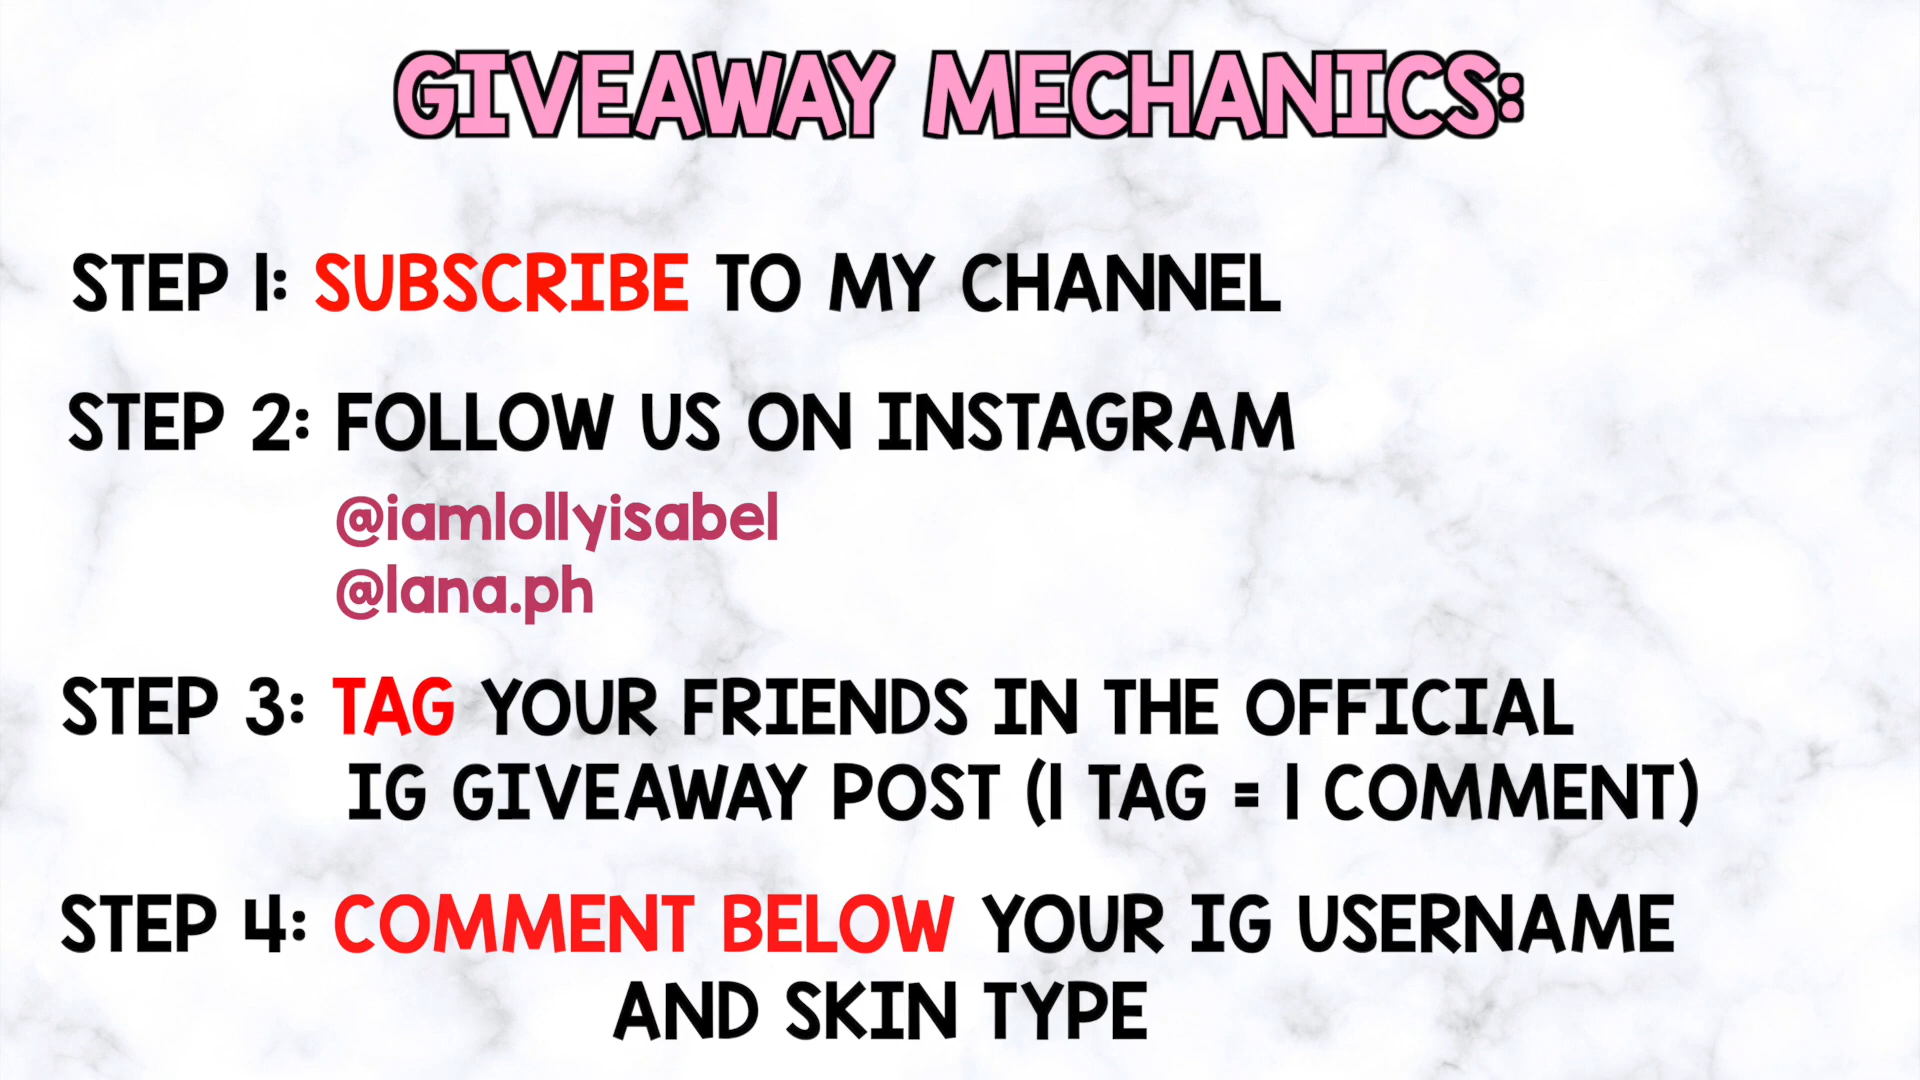 GIVEAWAY MECHANICS:
STEP 1: SUBSCRIBE TO MY CHANNEL
STEP 2: FOLLOW US ON INSTAGRAM
@iamlollyisabel
@lana.ph
STEP 3: TAG YOUR FRIENDS IN THE OFFICIAL
IG GIVEAWAY POST (1 TAG = 1 COMMENT)
STEP 4: COMMENT BELOW YOUR IG USERNAME
AND SKIN TYPE